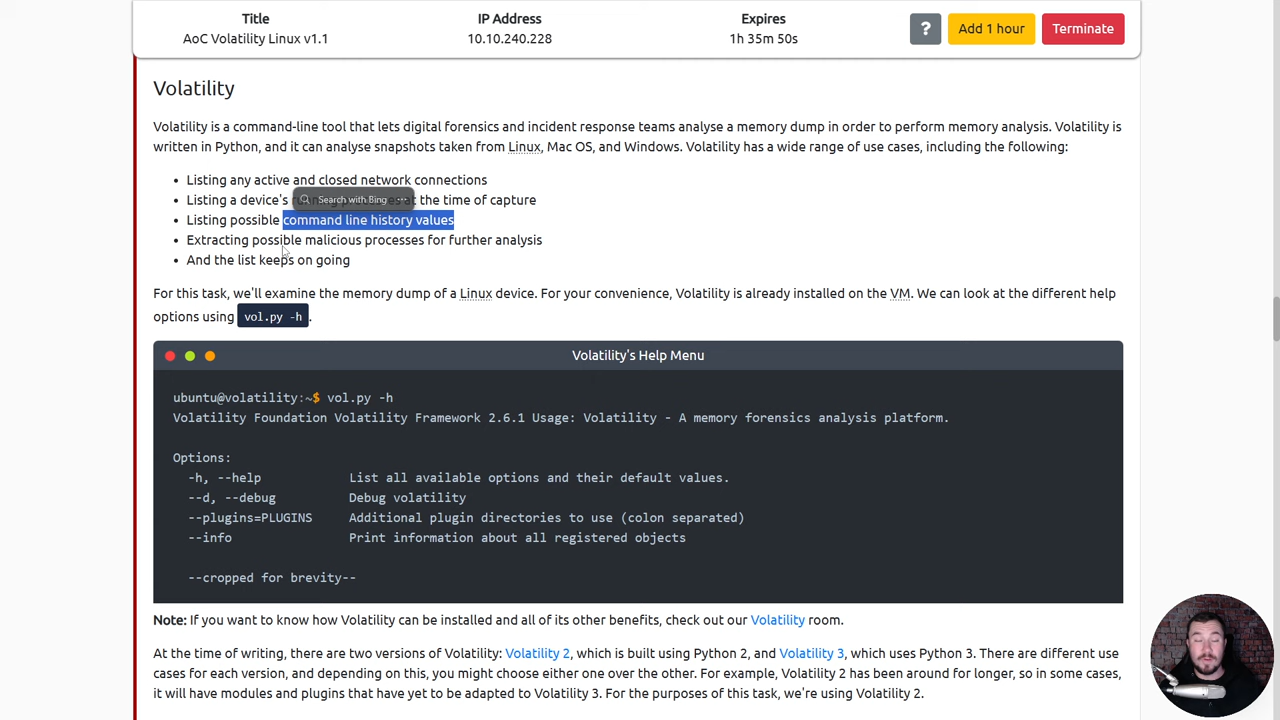 Title
AoC Volatility Linux v1.1
IP Address
10.10.240.228
Expires
1h 35m 50s
?
Add 1 hour
Terminate
Volatility
Volatility is a command-line tool that lets digital forensics and incident response teams analyse a memory dump in order to perform memory analysis. Volatility is
written in Python, and it can analyse snapshots taken from Linux, Mac OS, and Windows. Volatility has a wide range of use cases, including the following:
• Listing any active and closed network connections
• Listing a device's at the time of capture
Search with Bing ···
• Listing possible command line history values
• Extracting possible malicious processes for further analysis
• And the list keeps on going
For this task, we'll examine the memory dump of a Linux device. For your convenience, Volatility is already installed on the VM. We can look at the different help
options using vol.py -h .
Volatility's Help Menu
ubuntu@volatility:~$ vol.py -h
Volatility Foundation Volatility Framework 2.6.1 Usage: Volatility - A memory forensics analysis platform.
Options:
-h, --help List all available options and their default values.
--d, --debug Debug volatility
--plugins=PLUGINS Additional plugin directories to use (colon separated)
--info Print information about all registered objects
--cropped for brevity--
Note: If you want to know how Volatility can be installed and all of its other benefits, check out our Volatility room.
At the time of writing, there are two versions of Volatility: Volatility 2, which is built using Python 2, and Volatility 3, which uses Python 3. There are different use
cases for each version, and depending on this, you might choose either one over the other. For example, Volatility 2 has been around for longer, so in some cases,
it will have modules and plugins that have yet to be adapted to Volatility 3. For the purposes of this task, we're using Volatility 2.